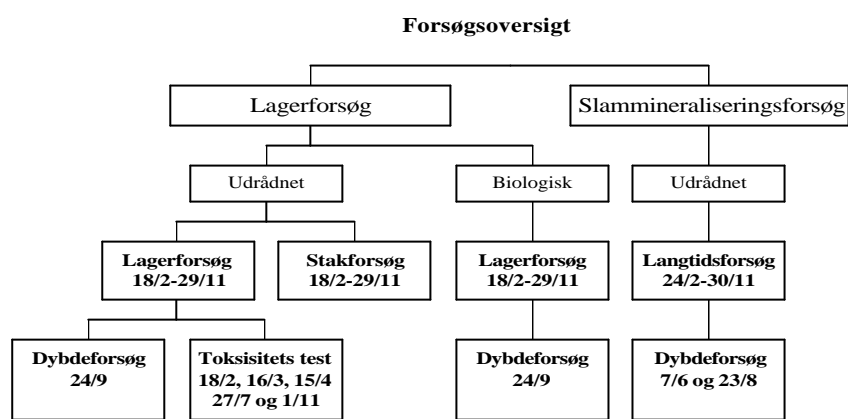 Forsøgsoversigt
Lagerforsøg
Slammineraliseringsforsøg
Udrådnet
Biologisk
Udrådnet
Lagerforsøg
18/2-29/11
Stakforsøg
18/2-29/11
Lagerforsøg
18/2-29/11
Langtidsforsøg
24/2-30/11
Dybdeforsøg
24/9
Toksisitets test
18/2, 16/3, 15/4
27/7 og 1/11
Dybdeforsøg
24/9
Dybdeforsøg
7/6 og 23/8